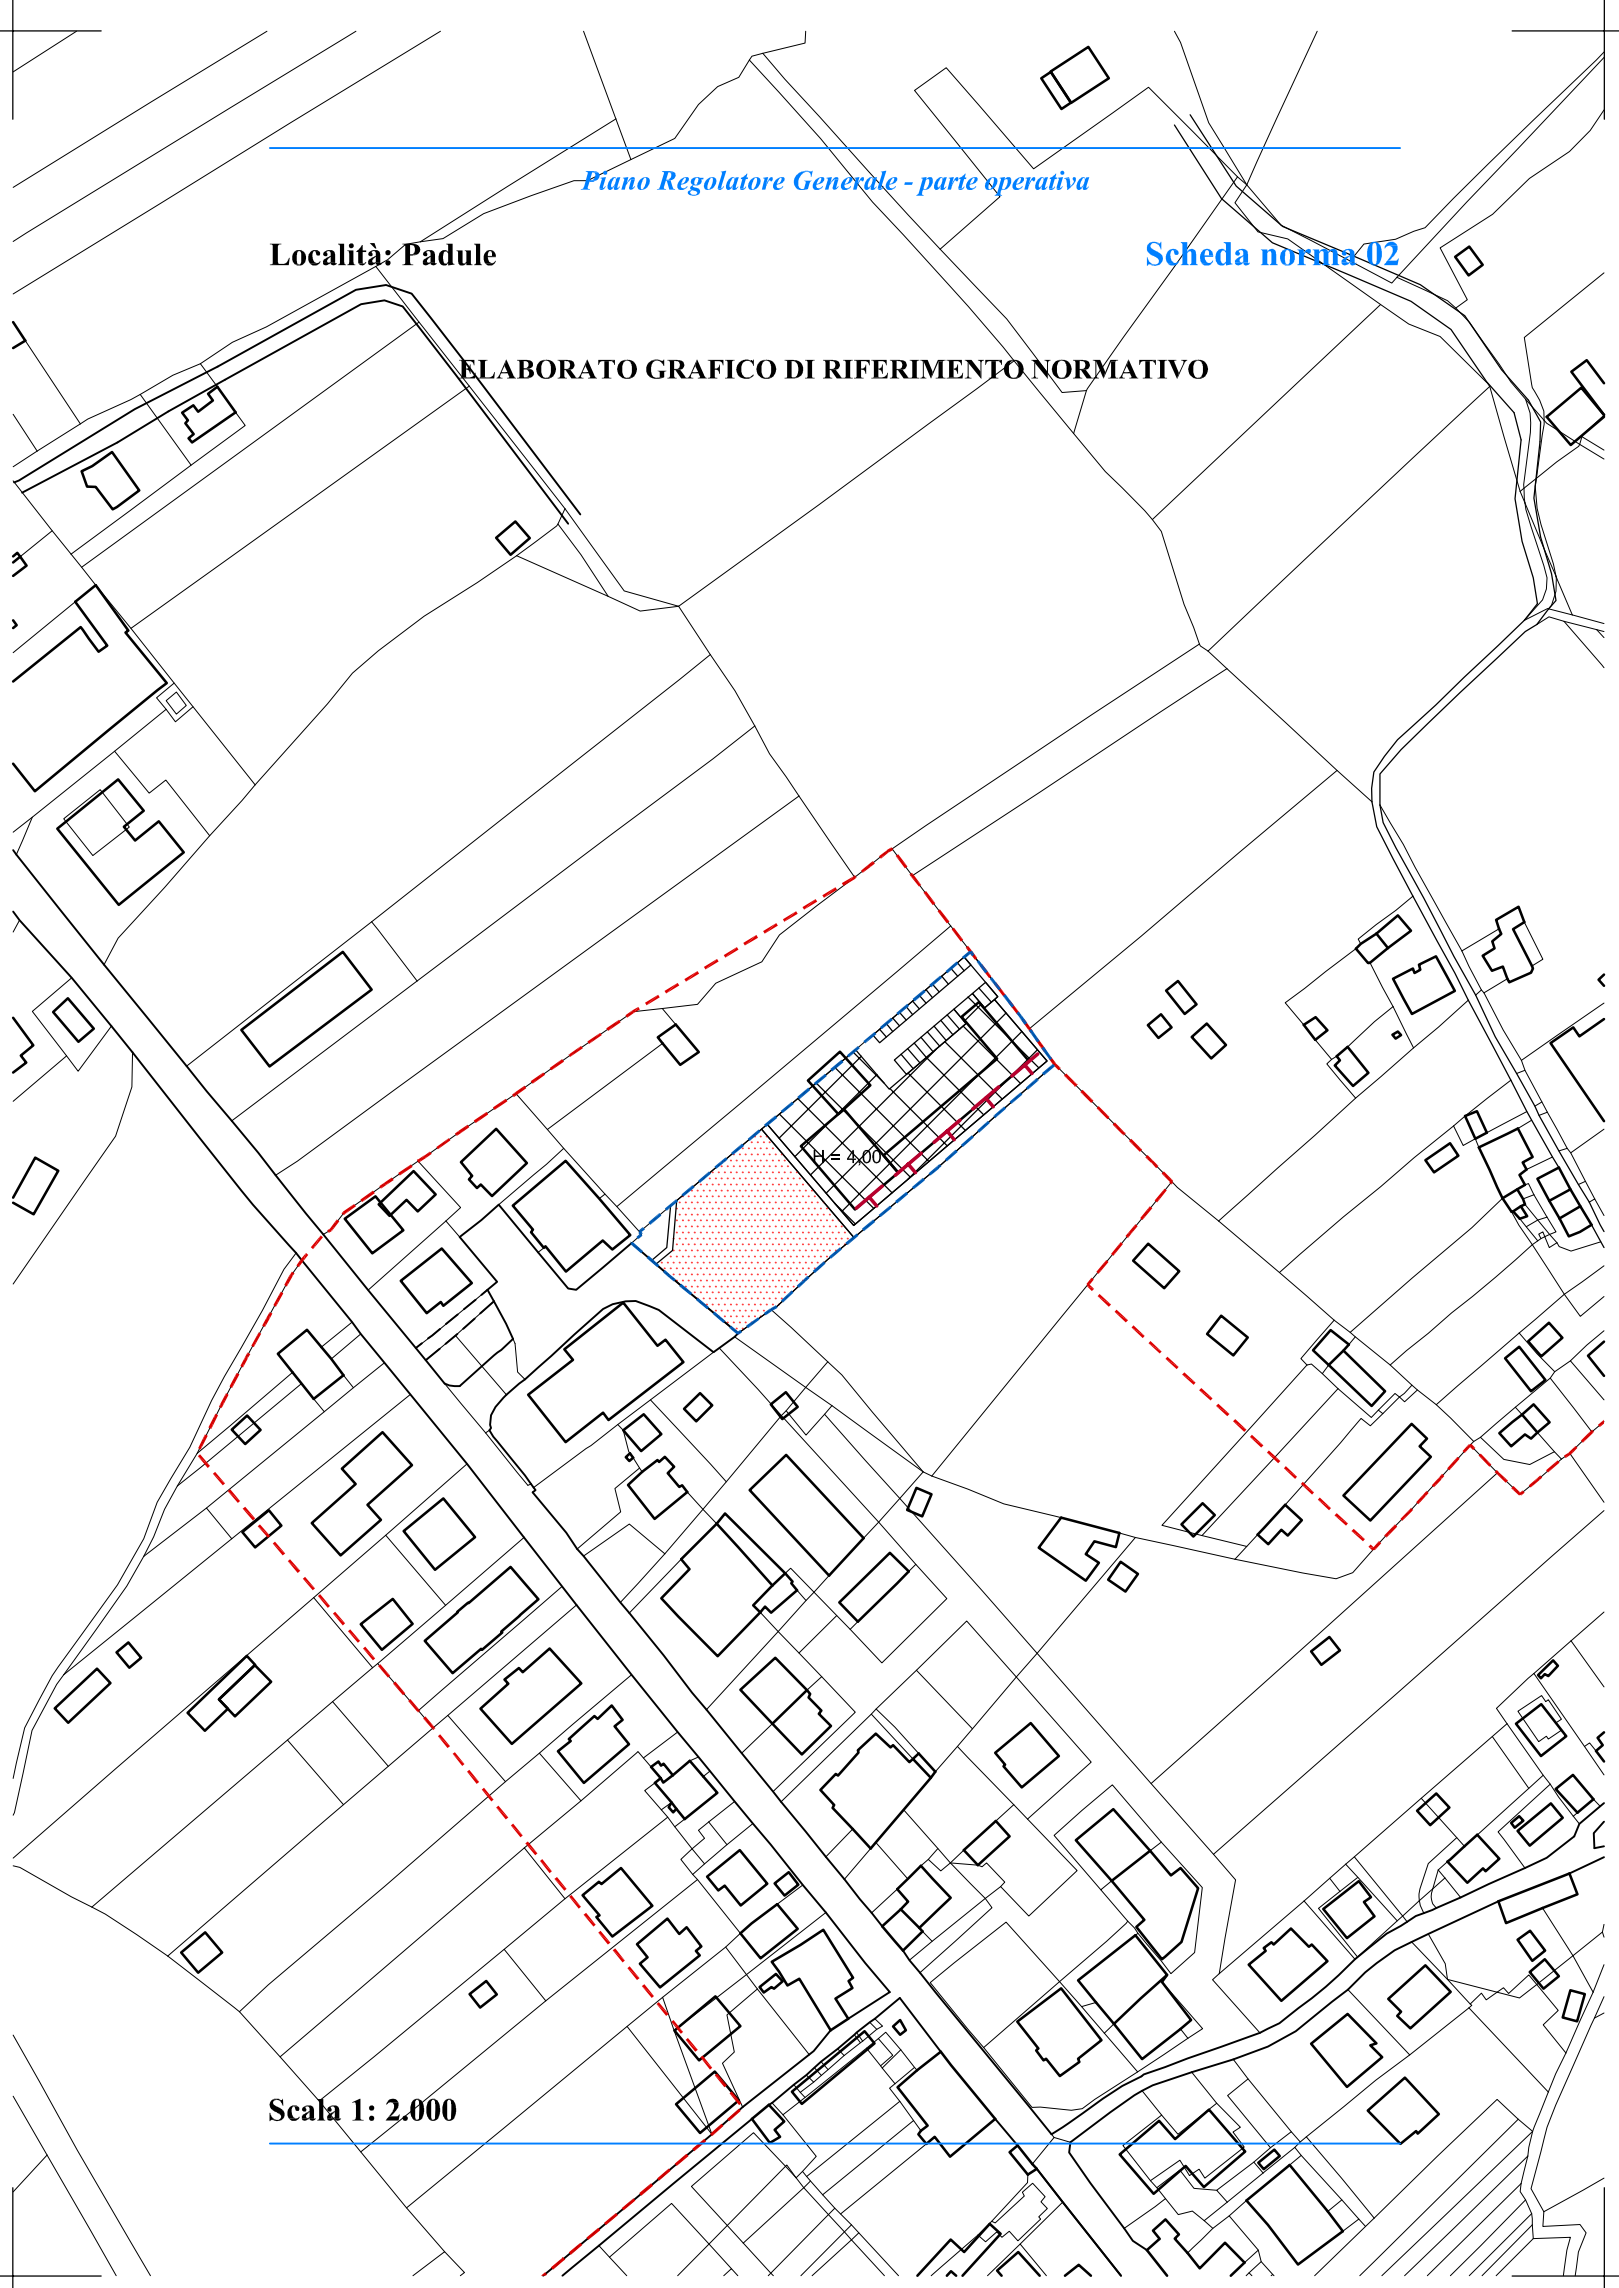 Piano Regolatore Generale - parte operativa
Località: Padule
Scheda norma 02
ELABORATO GRAFICO DI RIFERIMENTO NORMATIVO
H = 4,00
Scala 1: 2.000